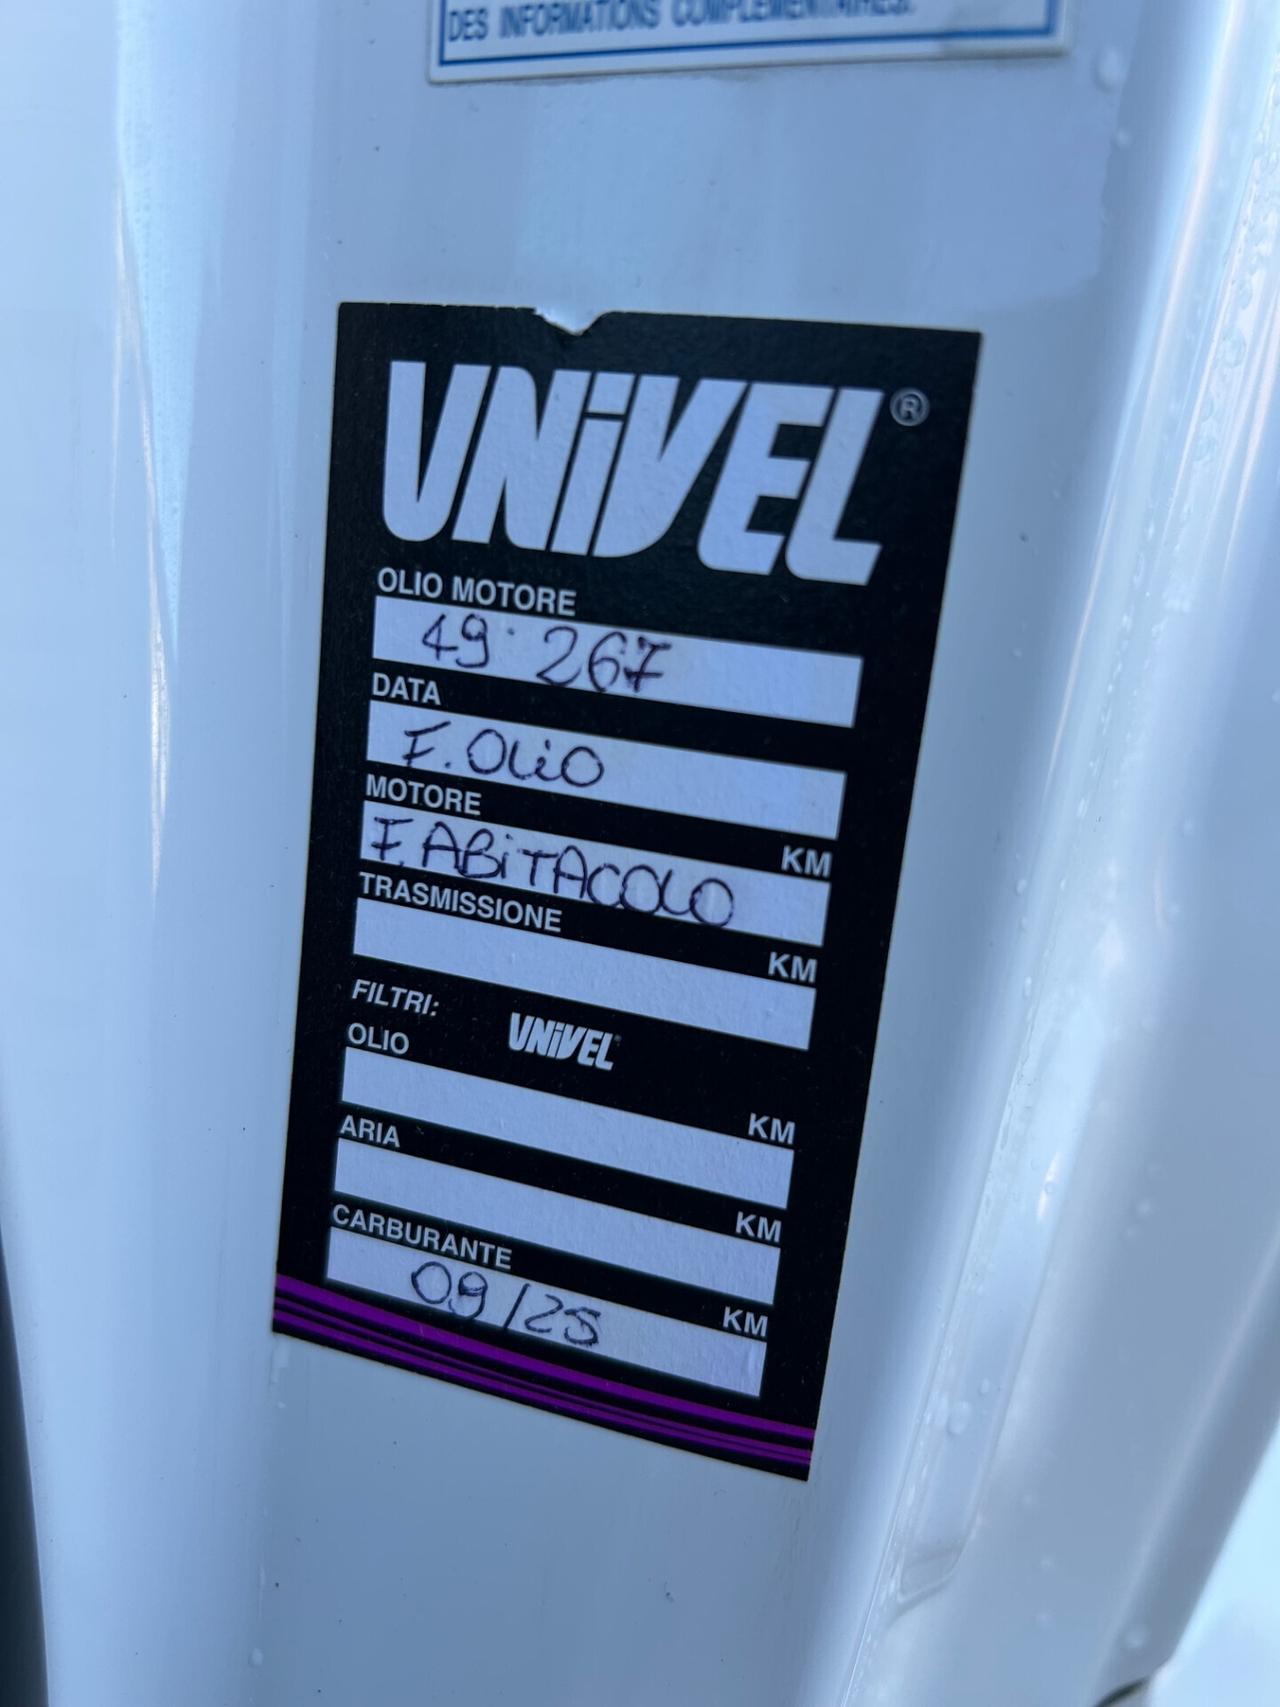 DES INFORMATIONS COMPLEMENTAIRES.
UNiVEL ®
OLIO MOTORE
49.267
DATA
F. OLiO
MOTORE KM
F. ABiTACOLO
TRASMISSIONE KM
FILTRI: UNiVEL
OLIO KM
ARIA KM
CARBURANTE KM
09/25